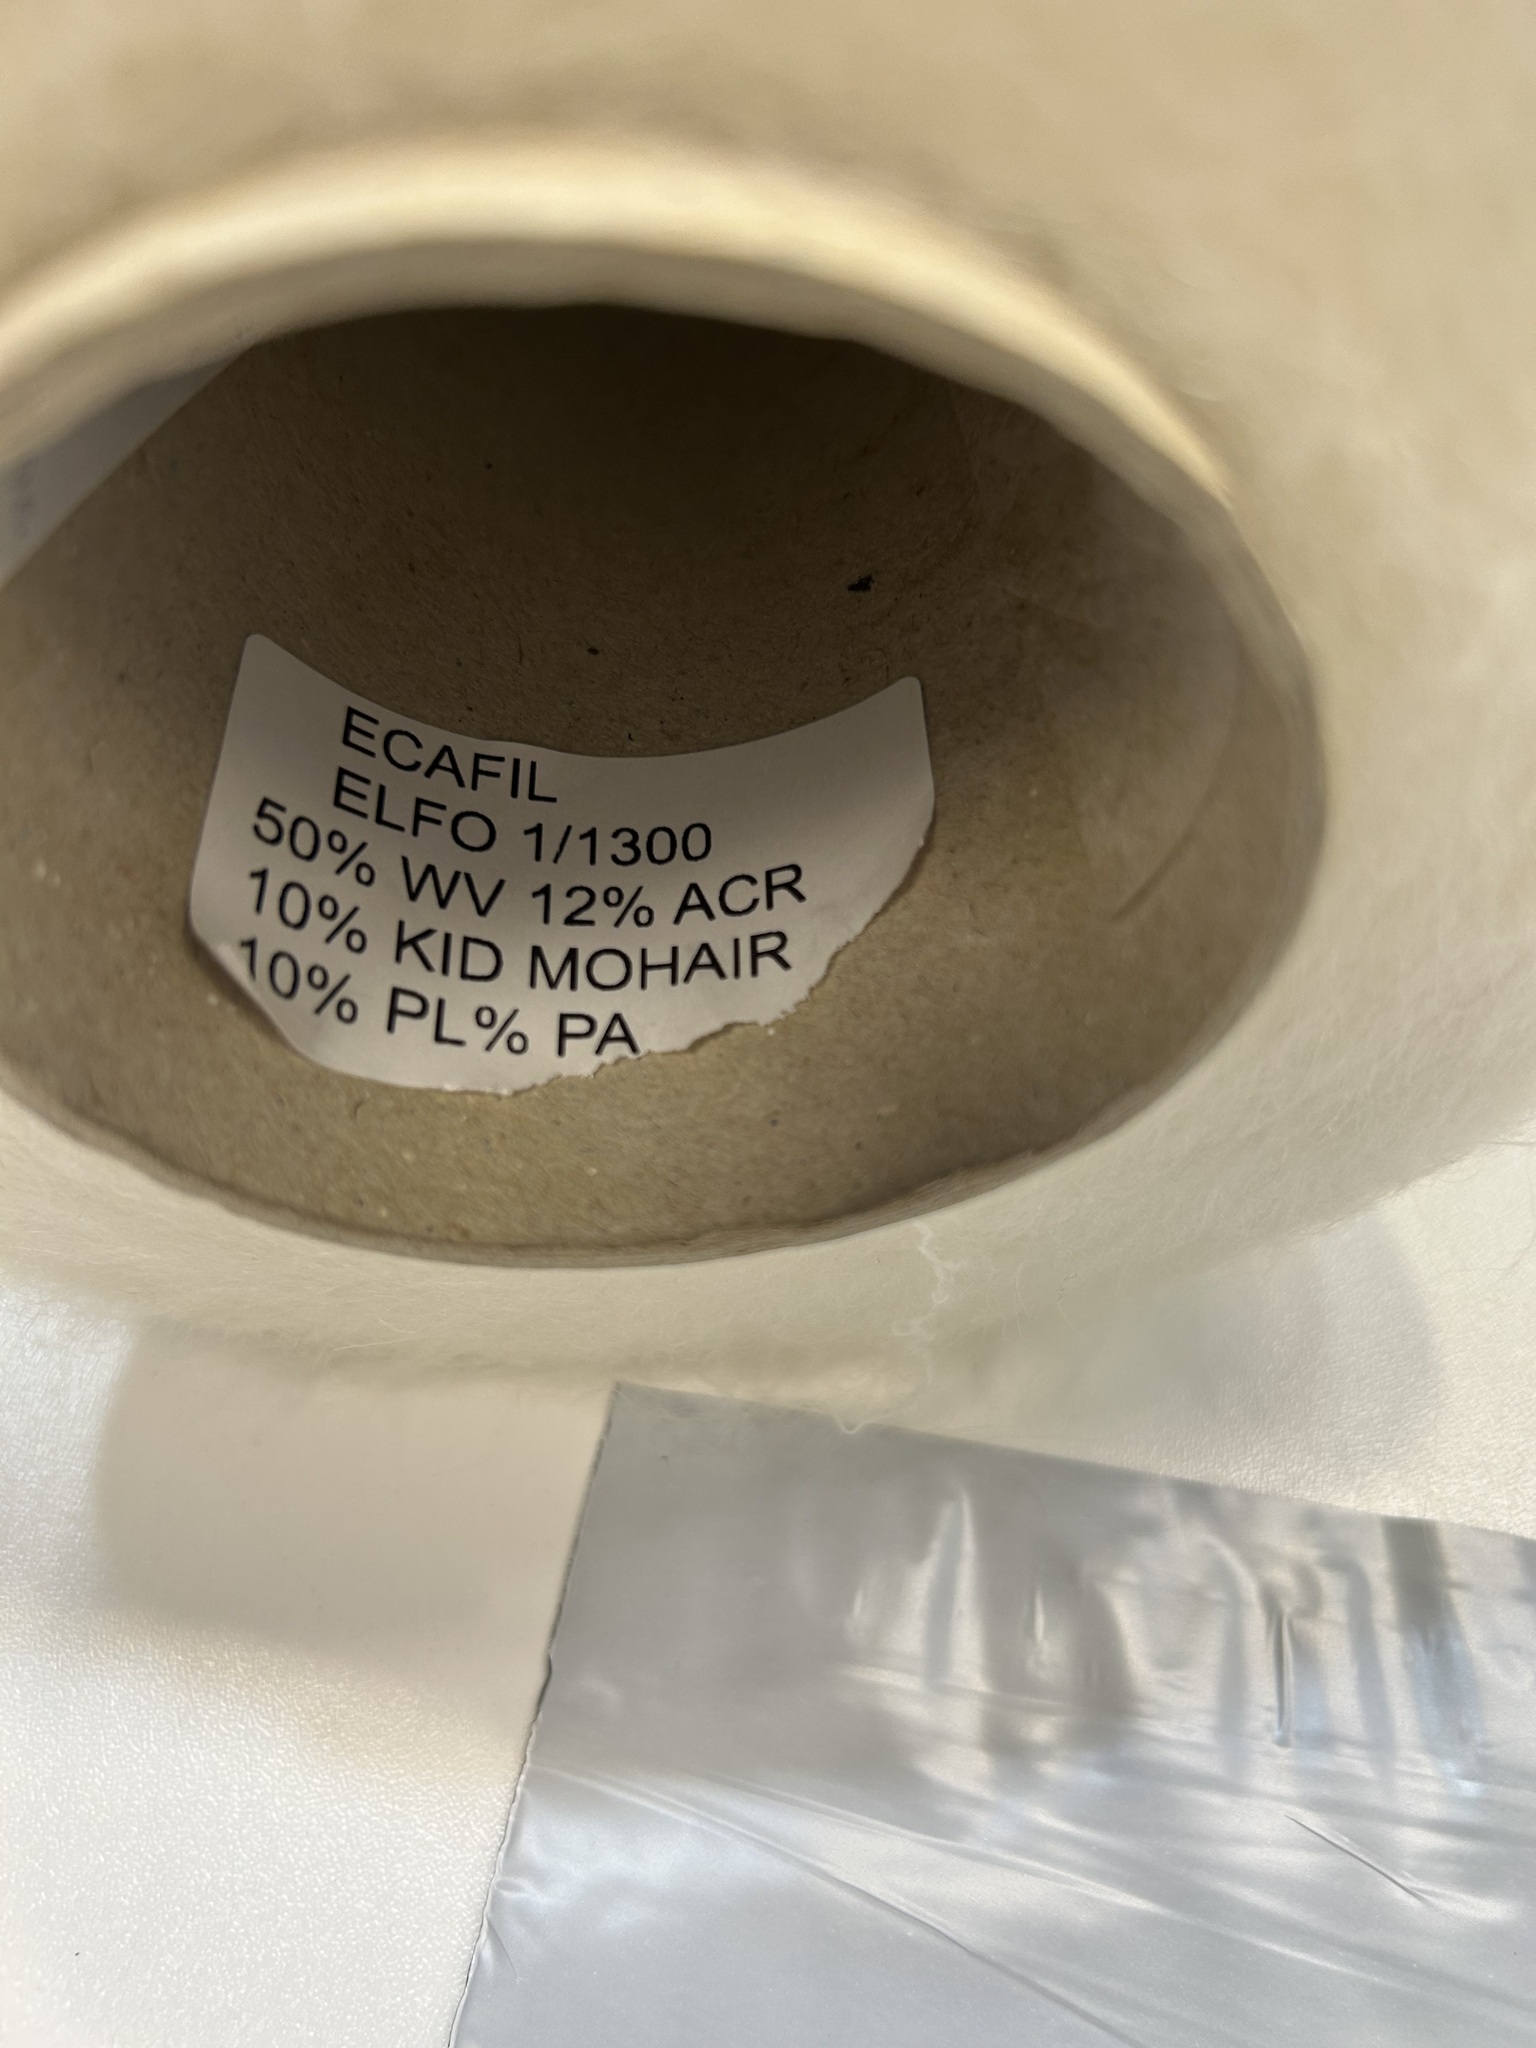 ECAFIL
ELFO 1/1300
50% WV 12% ACR
10% KID MOHAIR
10% PL% PA